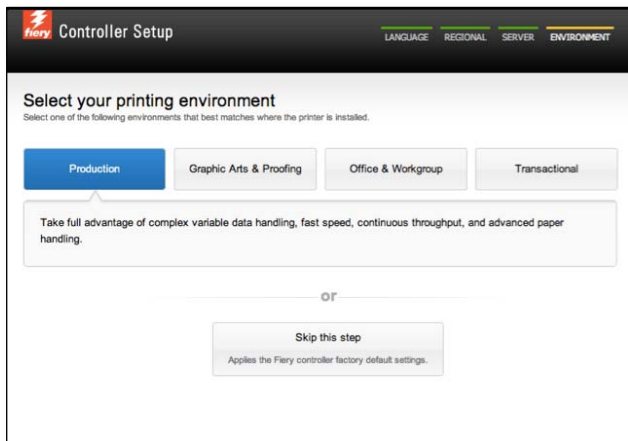 fiery Controller Setup
LANGUAGE REGIONAL SERVER ENVIRONMENT
Select your printing environment
Select one of the following environments that best matches where the printer is installed.
Production Graphic Arts & Proofing Office & Workgroup Transactional
Take full advantage of complex variable data handling, fast speed, continuous throughput, and advanced paper
handling.
or
Skip this step
Applies the Fiery controller factory default settings.